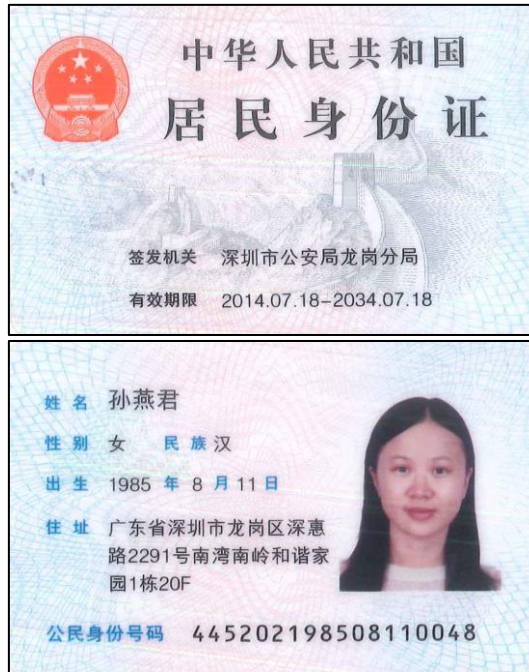 中华人民共和国
居民身份证
签发机关 深圳市公安局龙岗分局
有效期限 2014.07.18-2034.07.18
姓名 孙燕君
性别 女 民族 汉
出生 1985 年 8 月 11 日
住址 广东省深圳市龙岗区深惠
路2291号南湾南岭和谐家
园1栋20F
公民身份号码 445202198508110048